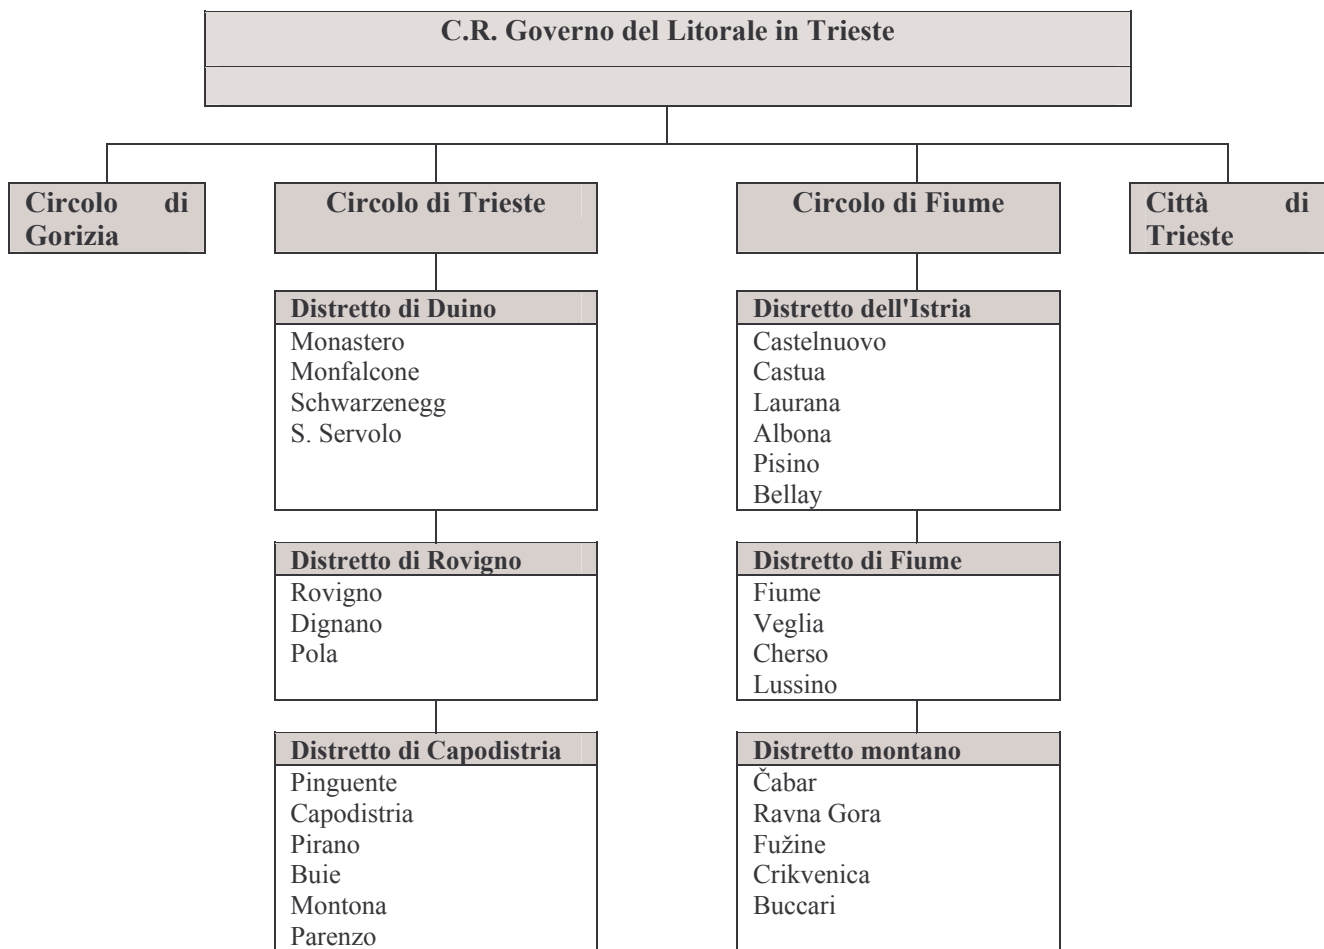 C.R. Governo del Litorale in Trieste
Circolo di
Gorizia
Circolo di Trieste
Circolo di Fiume
Città di
Trieste
Distretto di Duino
Monastero
Monfalcone
Schwarzenegg
S. Servolo
Distretto dell'Istria
Castelnuovo
Castua
Laurana
Albona
Pisino
Bellay
Distretto di Rovigno
Rovigno
Dignano
Pola
Distretto di Fiume
Fiume
Veglia
Cherso
Lussino
Distretto di Capodistria
Pinguente
Capodistria
Pirano
Buie
Montona
Parenzo
Distretto montano
Čabar
Ravna Gora
Fužine
Crikvenica
Buccari